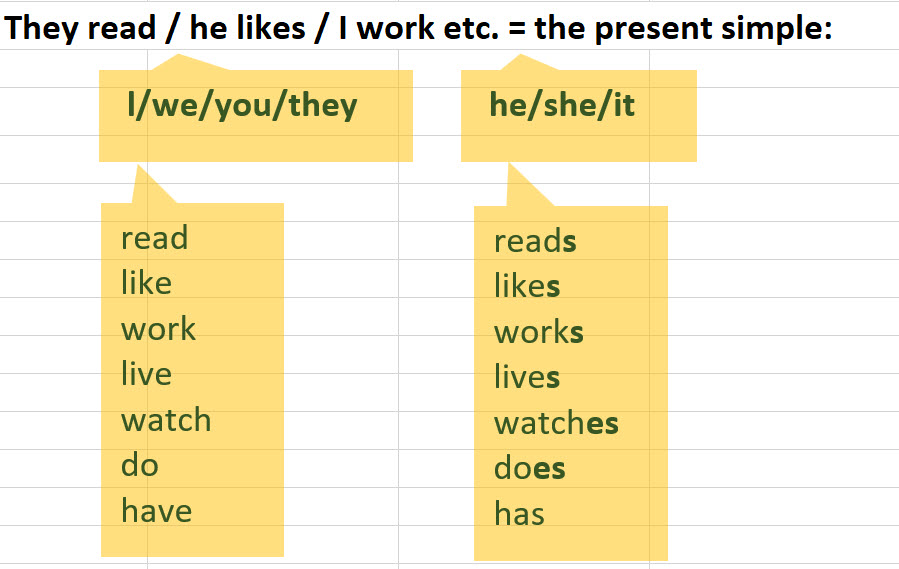 They read / he likes / I work etc. = the present simple:
I/we/you/they
he/she/it
read
like
work
live
watch
do
have
reads
likes
works
lives
watches
does
has